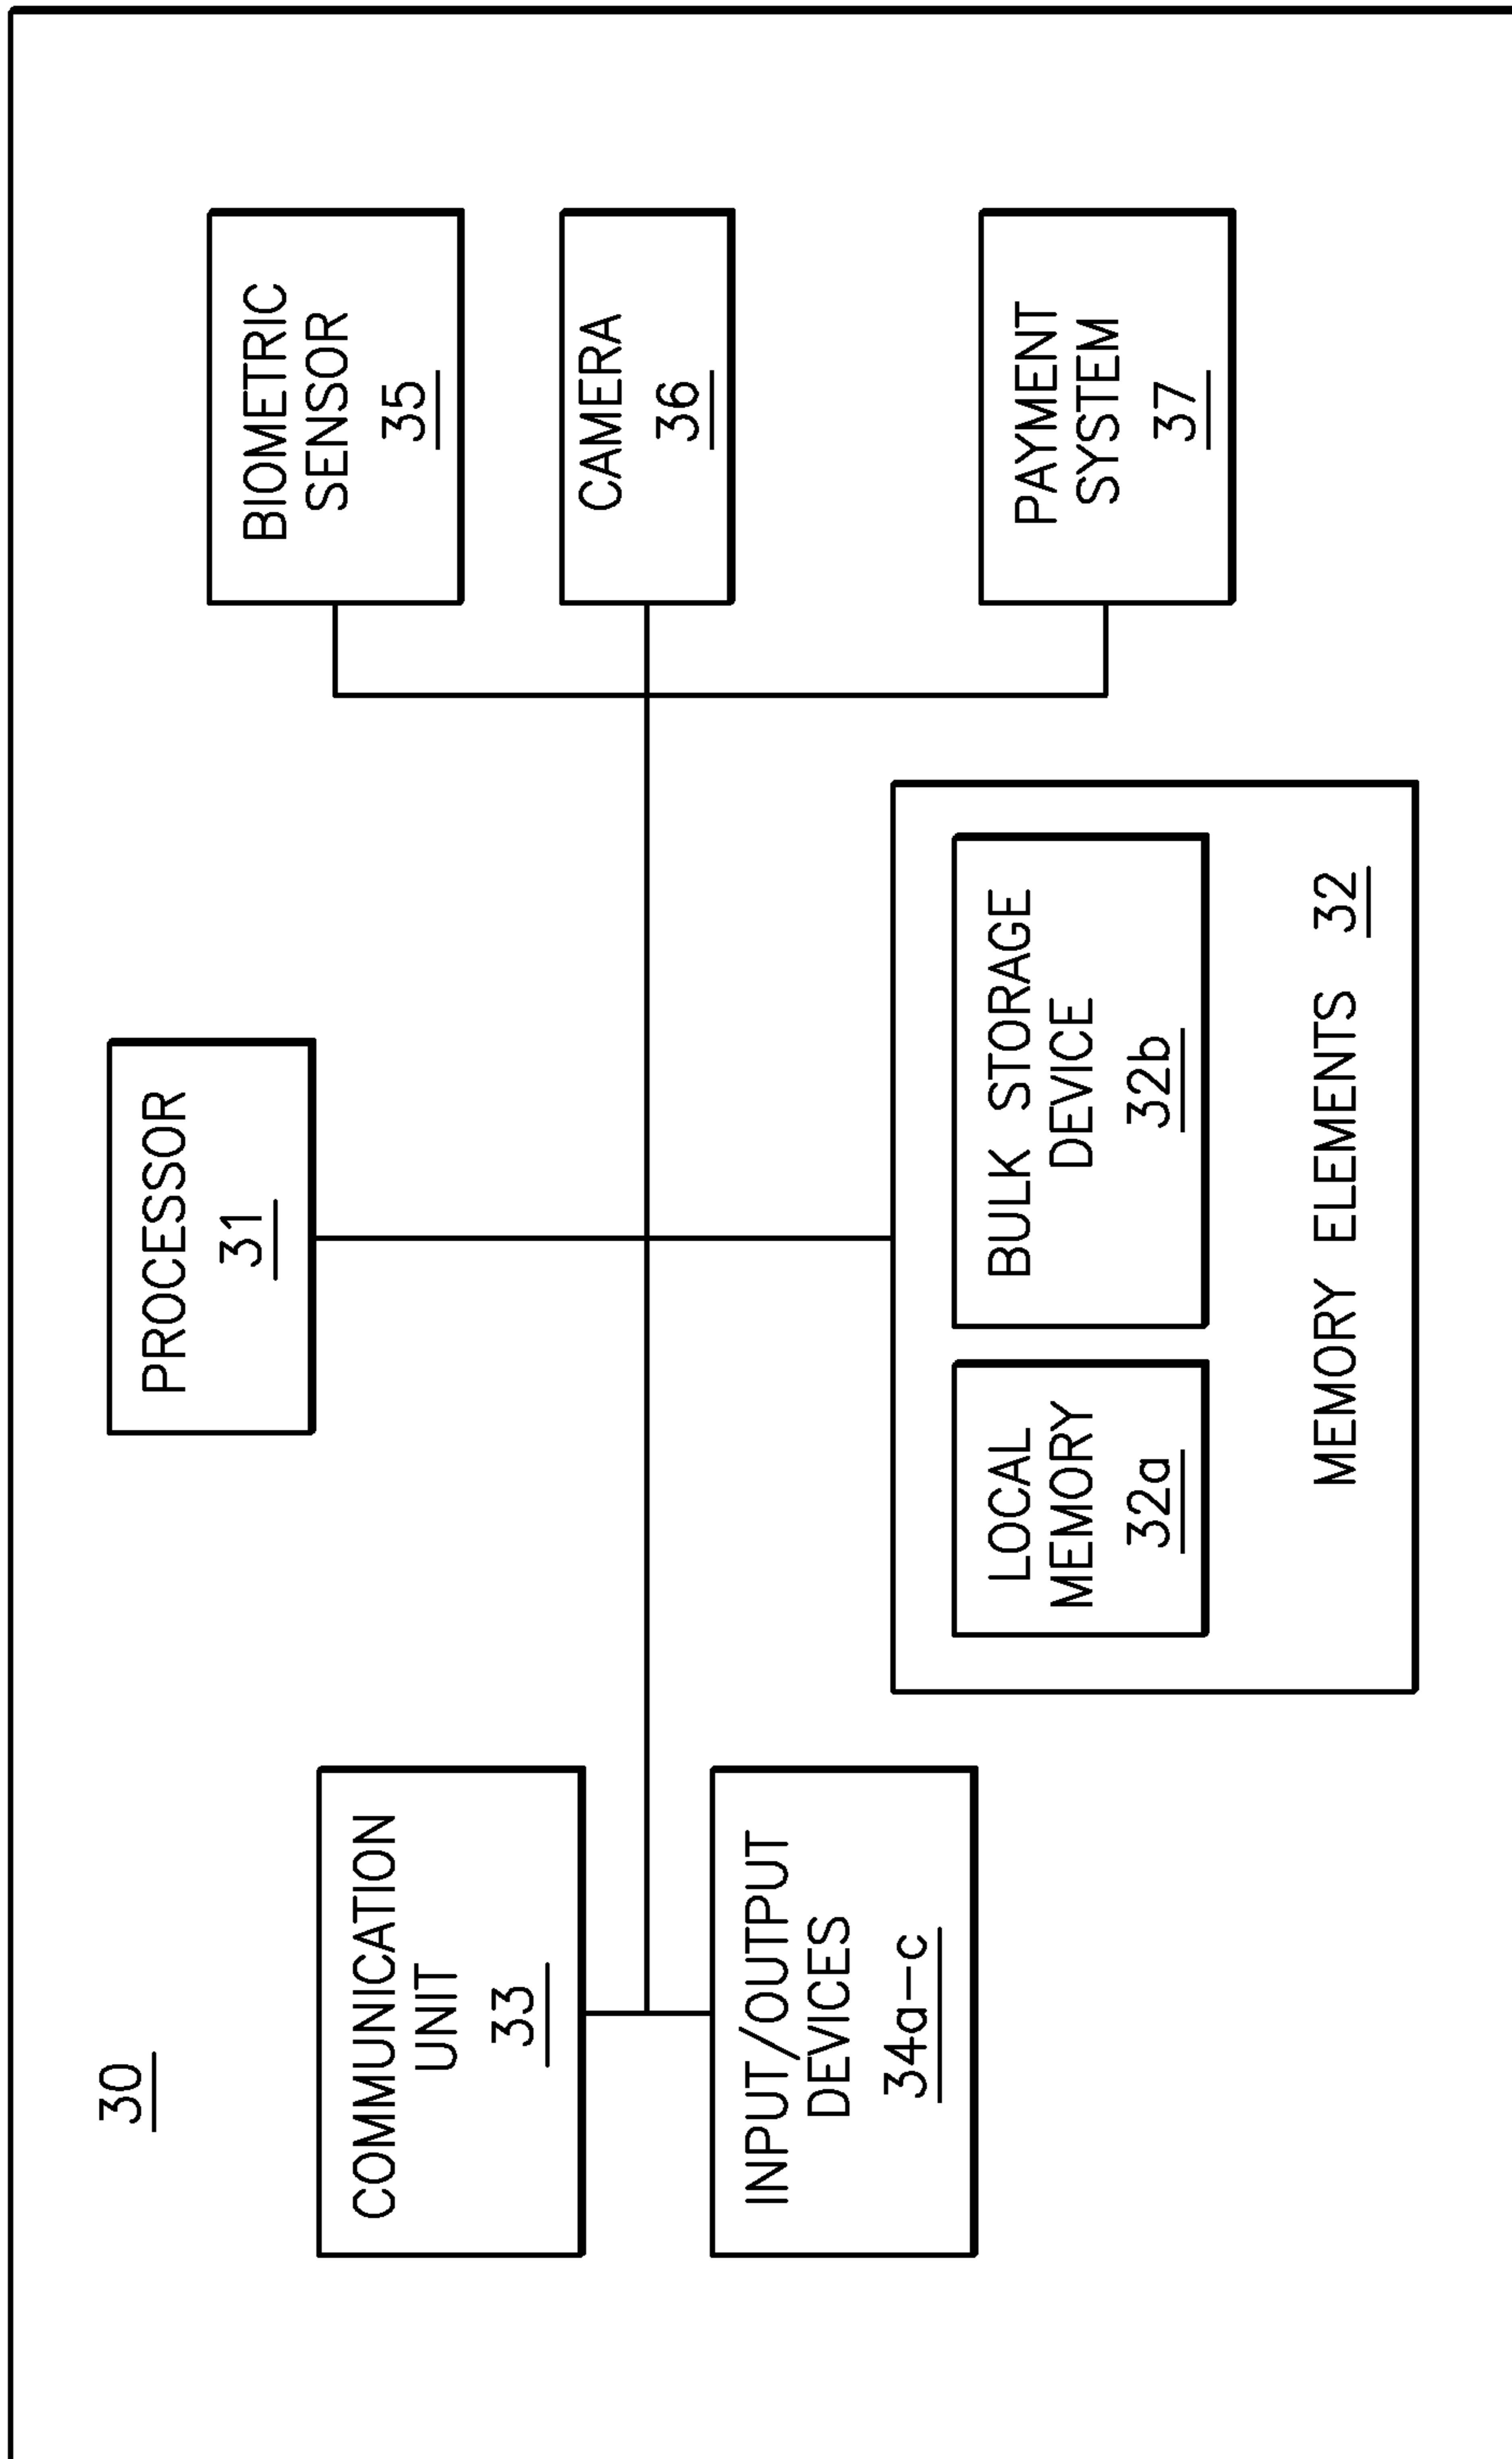 30
PROCESSOR
31
COMMUNICATION
UNIT
33
INPUT/OUTPUT
DEVICES
34a-c
BIOMETRIC
SENSOR
35
CAMERA
36
PAYMENT
SYSTEM
37
LOCAL
MEMORY
32a
BULK STORAGE
DEVICE
32b
MEMORY ELEMENTS 32